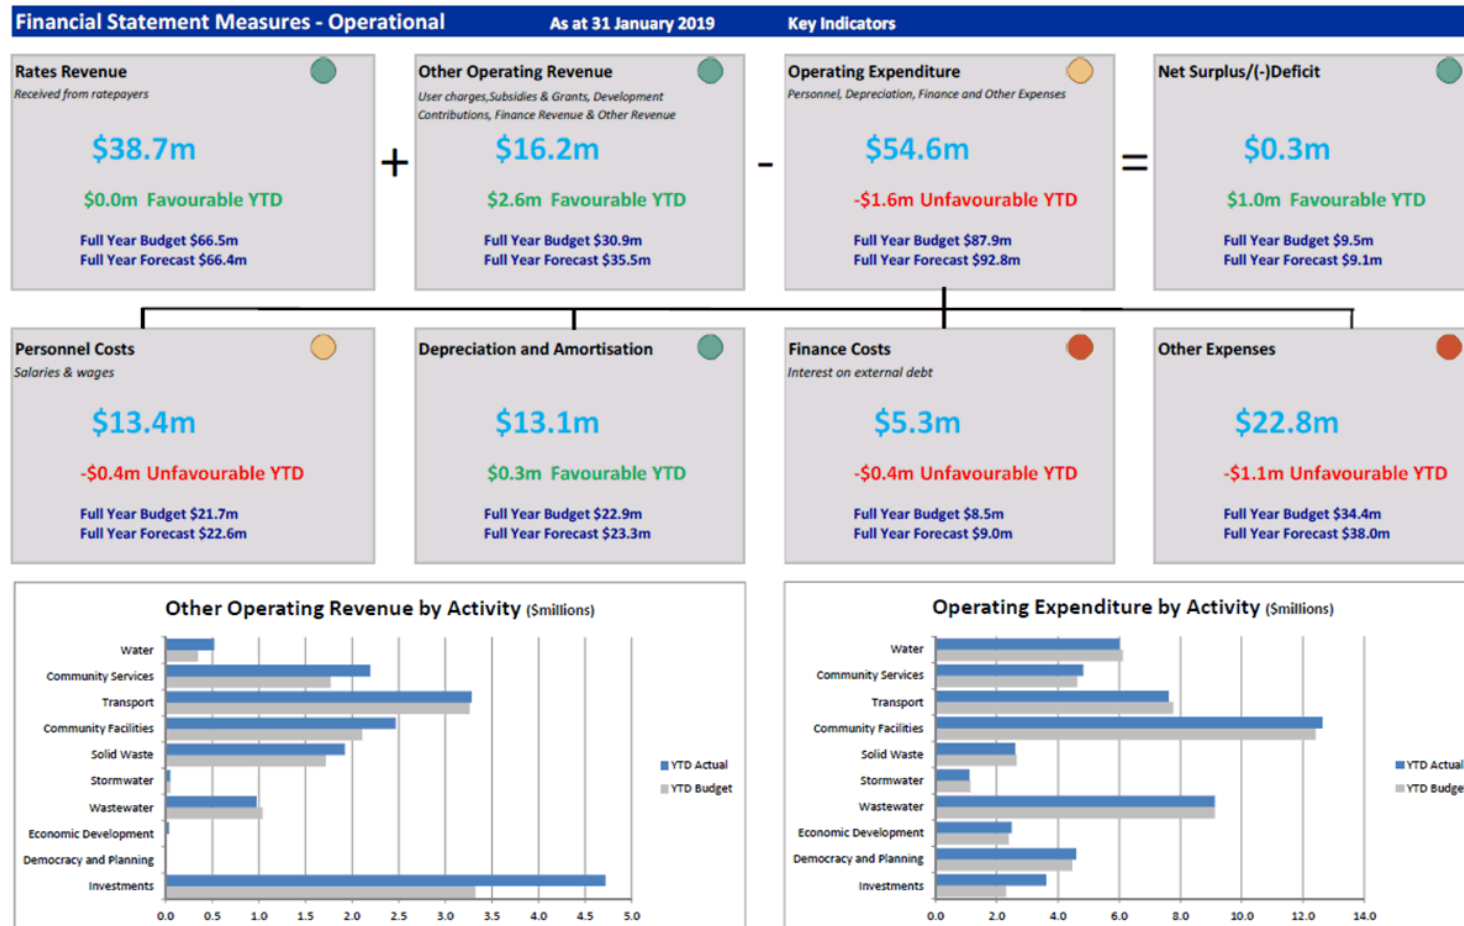 Financial Statement Measures - Operational As at 31 January 2019 Key Indicators
Rates Revenue
Received from ratepayers
$38.7m
$0.0m Favourable YTD
Full Year Budget $66.5m
Full Year Forecast $66.4m
+
Other Operating Revenue
User charges,Subsidies & Grants, Development
Contributions, Finance Revenue & Other Revenue
$16.2m
$2.6m Favourable YTD
Full Year Budget $30.9m
Full Year Forecast $35.5m
-
Operating Expenditure
Personnel, Depreciation, Finance and Other Expenses
$54.6m
-$1.6m Unfavourable YTD
Full Year Budget $87.9m
Full Year Forecast $92.8m
=
Net Surplus/(-)Deficit
$0.3m
$1.0m Favourable YTD
Full Year Budget $9.5m
Full Year Forecast $9.1m
Personnel Costs
Salaries & wages
$13.4m
-$0.4m Unfavourable YTD
Full Year Budget $21.7m
Full Year Forecast $22.6m
Depreciation and Amortisation
$13.1m
$0.3m Favourable YTD
Full Year Budget $22.9m
Full Year Forecast $23.3m
Finance Costs
Interest on external debt
$5.3m
-$0.4m Unfavourable YTD
Full Year Budget $8.5m
Full Year Forecast $9.0m
Other Expenses
$22.8m
-$1.1m Unfavourable YTD
Full Year Budget $34.4m
Full Year Forecast $38.0m
Other Operating Revenue by Activity ($millions)
Water
Community Services
Transport
Community Facilities
Solid Waste
Stormwater
Wastewater
Economic Development
Democracy and Planning
Investments
0.0 0.5 1.0 1.5 2.0 2.5 3.0 3.5 4.0 4.5 5.0
YTD Actual
YTD Budget
Operating Expenditure by Activity ($millions)
Water
Community Services
Transport
Community Facilities
Solid Waste
Stormwater
Wastewater
Economic Development
Democracy and Planning
Investments
0.0 2.0 4.0 6.0 8.0 10.0 12.0 14.0
YTD Actual
YTD Budget